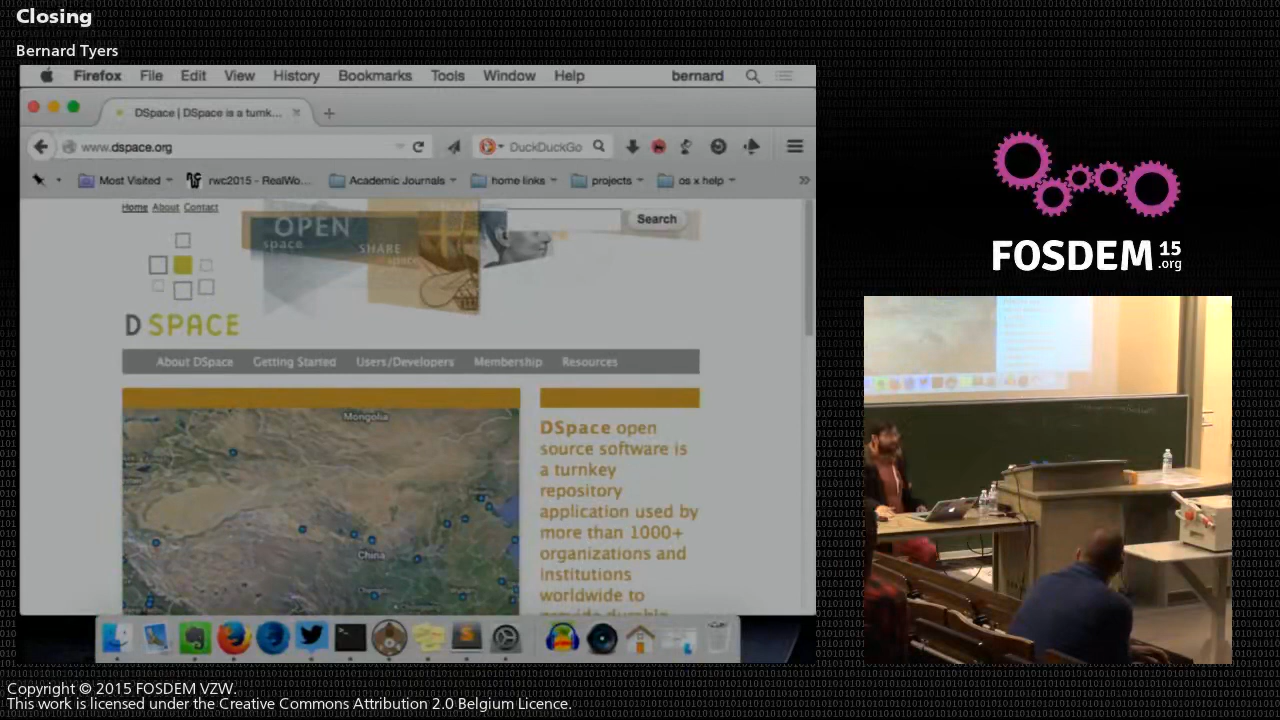 Closing
Bernard Tyers
Firefox File Edit View History Bookmarks Tools Window Help bernard
DSpace | DSpace is a turnk...
www.dspace.org
DuckDuckGo
Most Visited
rwc2015 - RealWo...
Academic Journals
home links
projects
os x help
Home About Contact
OPEN
space
SHARE
space
Search
D SPACE
About DSpace Getting Started Users/Developers Membership Resources
Mongolia
China
DSpace open
source software is
a turnkey
repository
application used by
more than 1000+
organizations and
institutions
worldwide to
provide durable
FOSDEM 15
.org
Copyright © 2015 FOSDEM VZW.
This work is licensed under the Creative Commons Attribution 2.0 Belgium Licence.